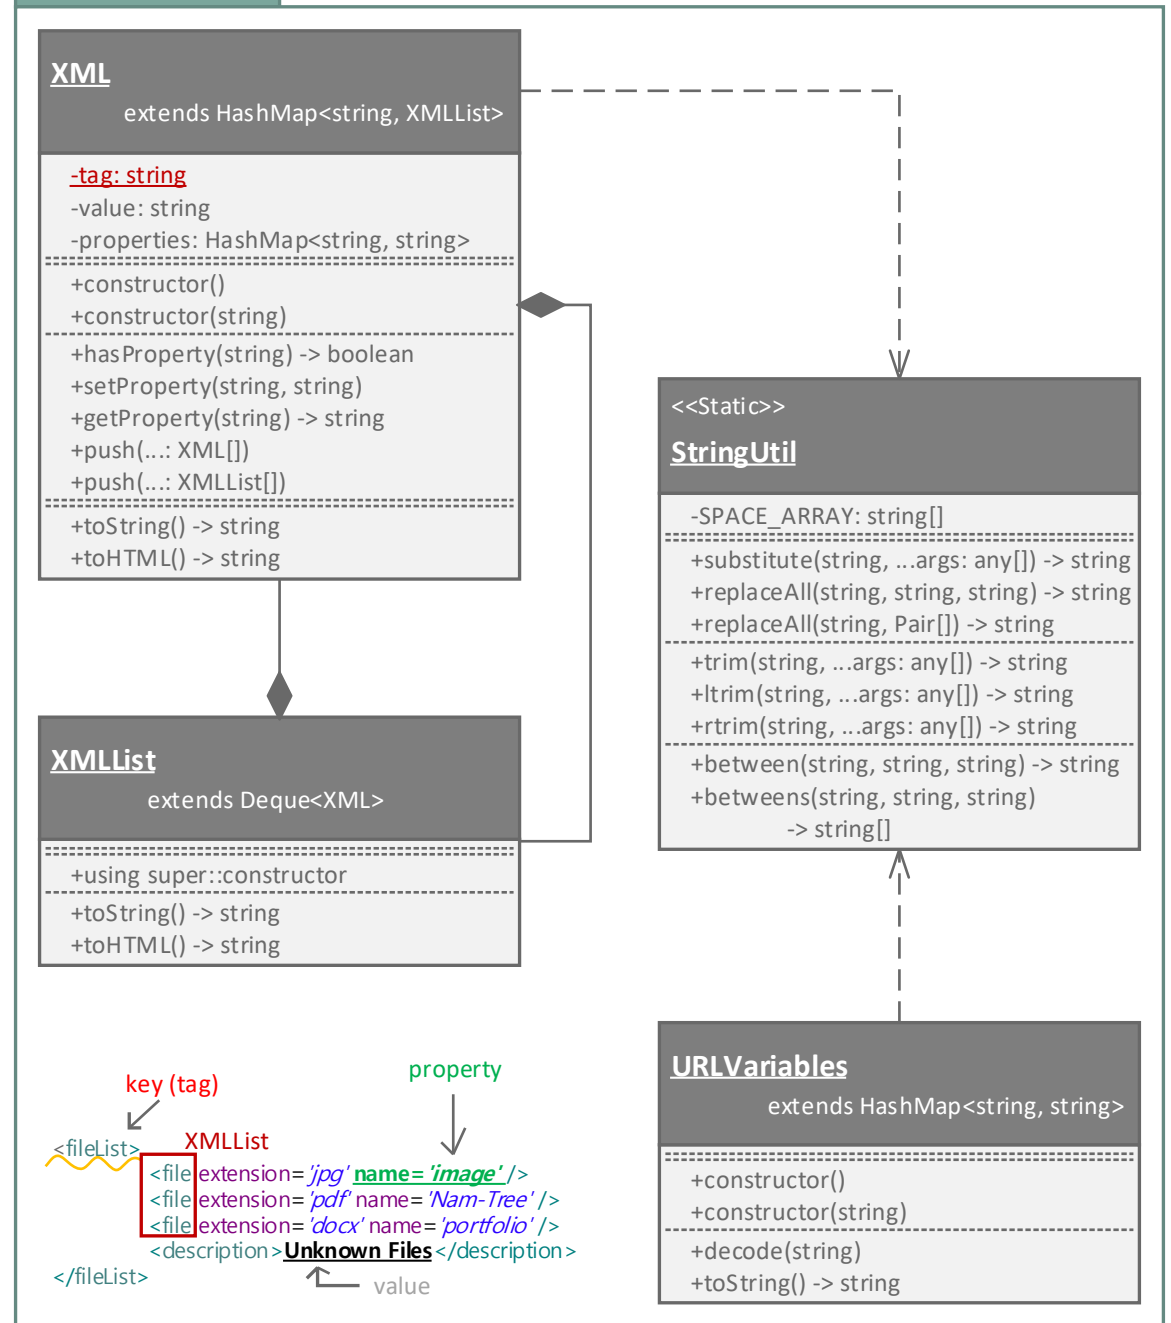 XML
extends HashMap<string, XMLList>
-tag: string
-value: string
-properties: HashMap<string, string>
+constructor()
+constructor(string)
+hasProperty(string) -> boolean
+setProperty(string, string)
+getProperty(string) -> string
+push(...: XML[])
+push(...: XMLList[])
+toString() -> string
+toHTML() -> string
XMLList
extends Deque<XML>
+using super::constructor
+toString() -> string
+toHTML() -> string
<<Static>>
StringUtil
-SPACE_ARRAY: string[]
+substitute(string, ...args: any[]) -> string
+replaceAll(string, string, string) -> string
+replaceAll(string, Pair[]) -> string
+trim(string, ...args: any[]) -> string
+ltrim(string, ...args: any[]) -> string
+rtrim(string, ...args: any[]) -> string
+between(string, string, string) -> string
+betweens(string, string, string)
-> string[]
URLVariables
extends HashMap<string, string>
+constructor()
+constructor(string)
+decode(string)
+toString() -> string
property
key (tag)
<fileList>
XMLList
<file extension='jpg' name='image' />
<file extension='pdf' name='Nam-Tree' />
<file extension='docx' name='portfolio' />
<description>Unknown Files</description>
</fileList>
value